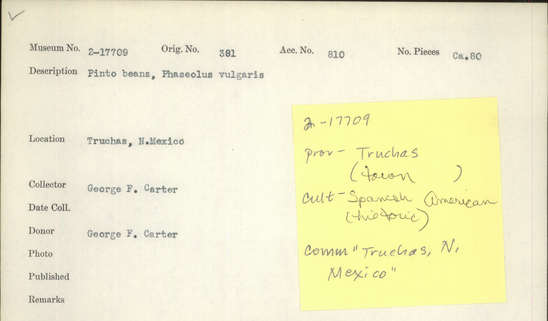 Museum No. 2-17709 Orig. No. 381 Acc. No. 810 No. Pieces Ca.80
Description Pinto beans, Phaseolus vulgaris
Location Truchas, N.Mexico
Collector George F. Carter
Date Coll.
Donor George F. Carter
Photo
Published
Remarks
2-17709
prov- Truchas
(town )
cult- Spanish American
(historic)
comm "Truchas, N.
Mexico"